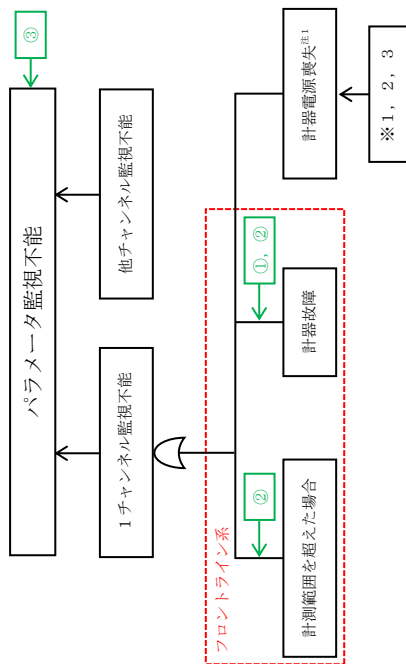 パラメータ監視不能
③
1チャンネル監視不能
他チャンネル監視不能
フロントライン系
②
①，②
計測範囲を超えた場合
計器故障
計器電源喪失注1
※1，2，3